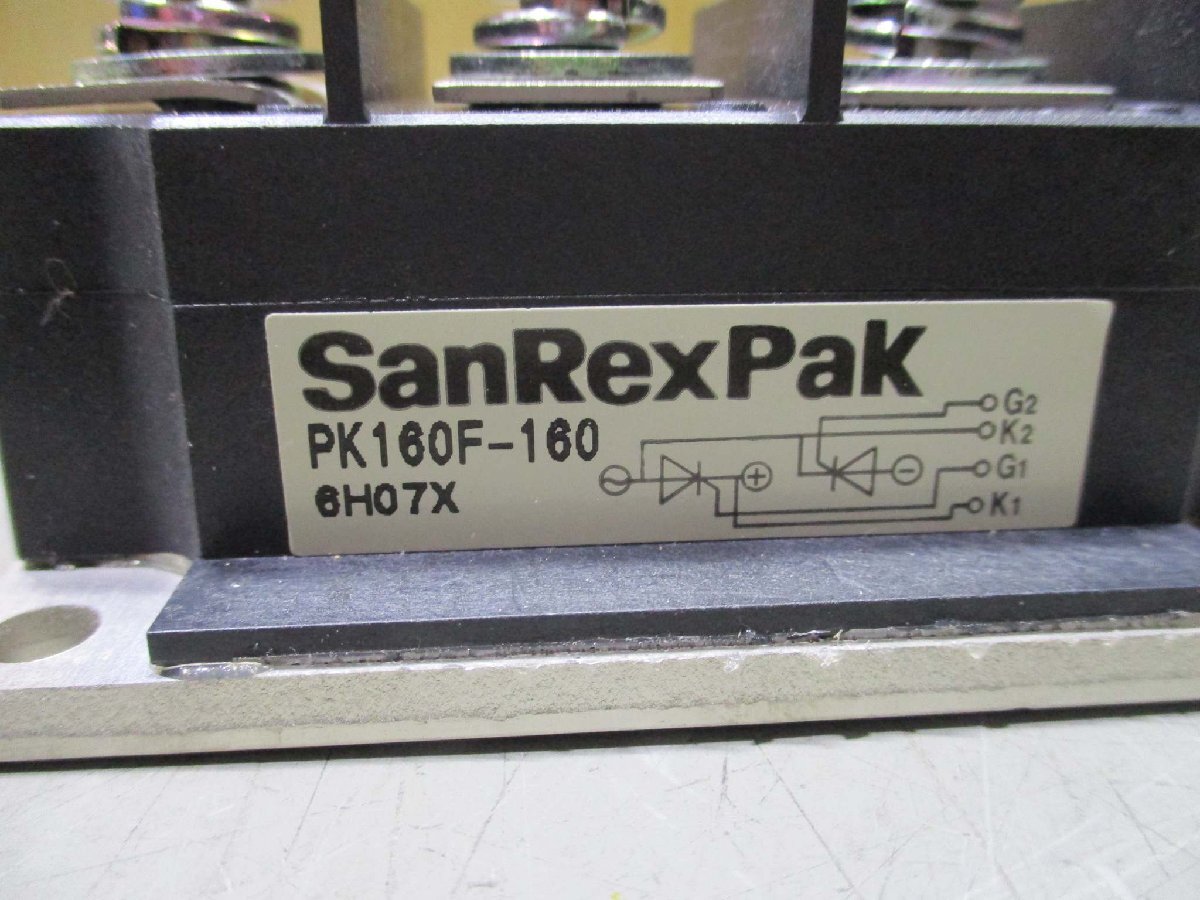 SanRexPak
PK160F-160
6H07X
G2
K2
G1
K1